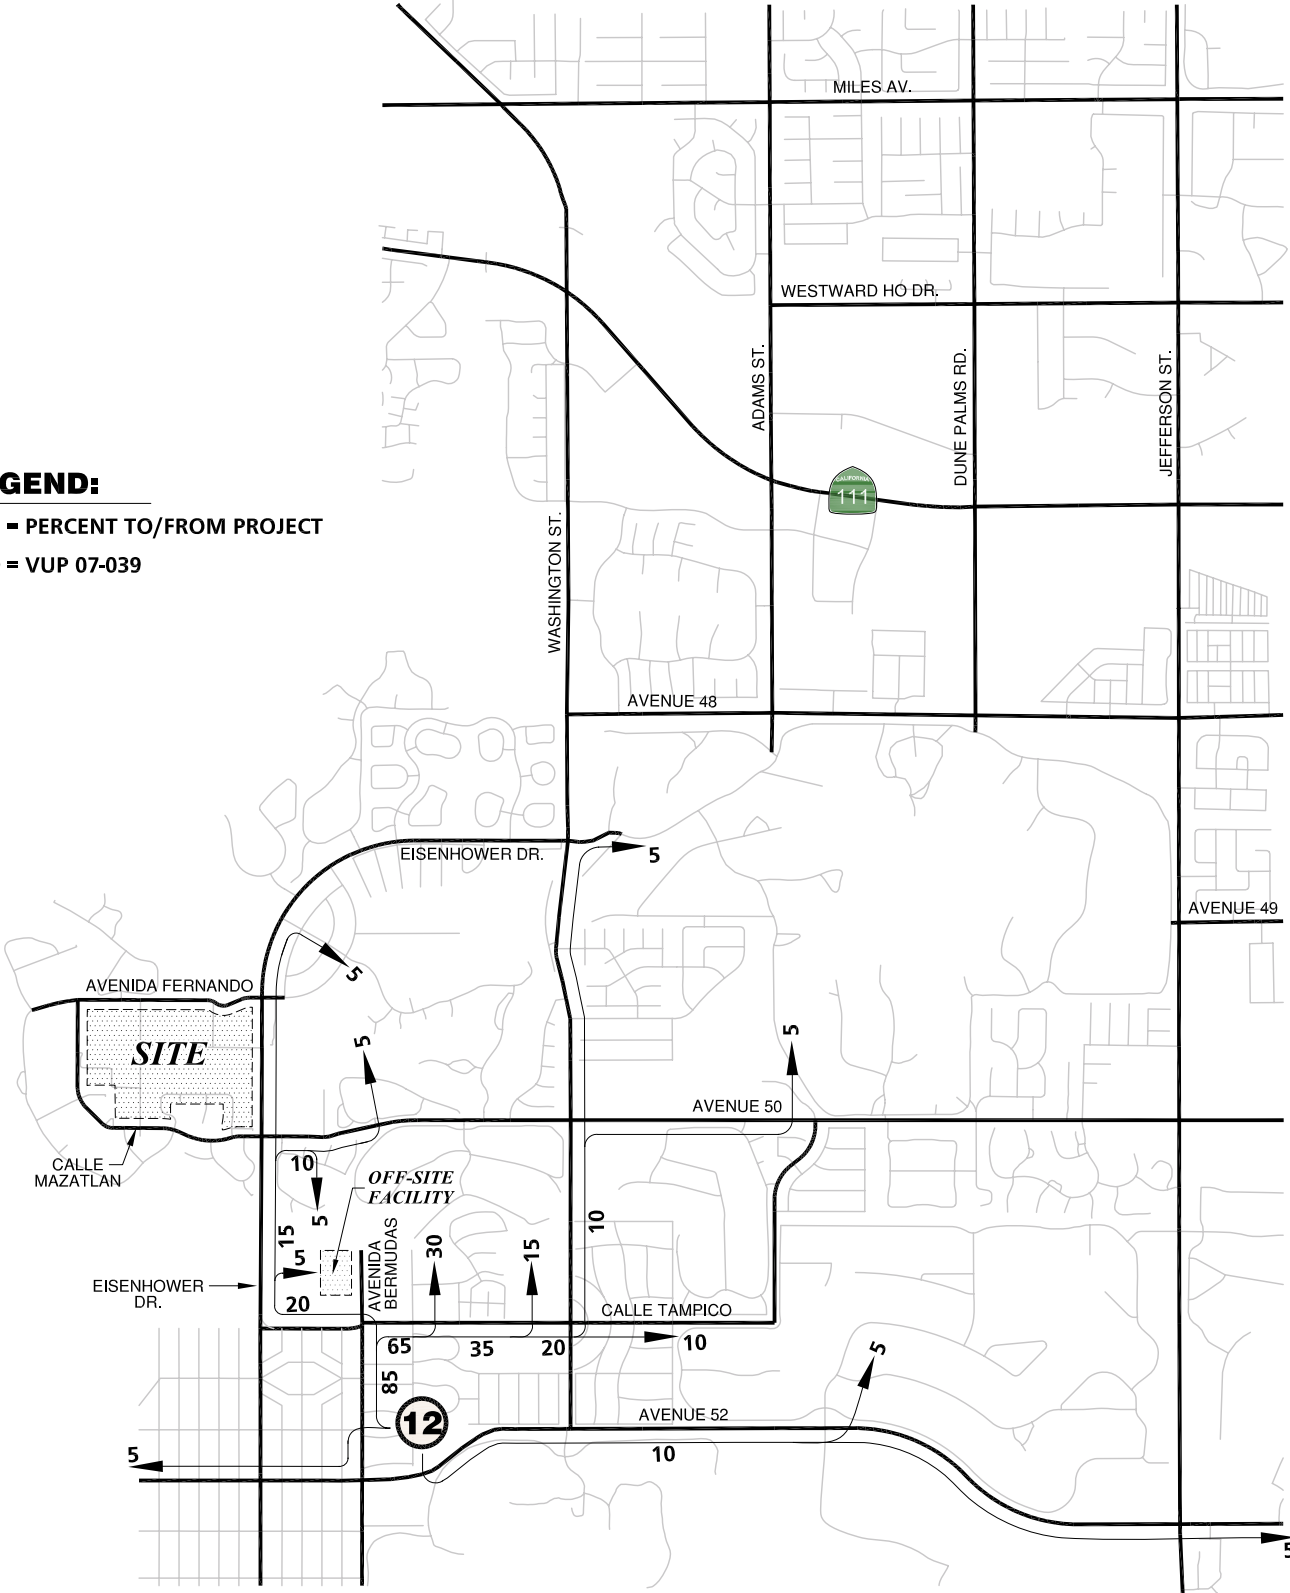 MILES AV.
WESTWARD HO DR.
ADAMS ST.
DUNE PALMS RD.
JEFFERSON ST.
CALIFORNIA
111
GEND:
= PERCENT TO/FROM PROJECT
= VUP 07-039
WASHINGTON ST.
AVENUE 48
EISENHOWER DR.
5
AVENUE 49
5
AVENIDA FERNANDO
SITE
5
5
AVENUE 50
CALLE
MAZATLAN
10
OFF-SITE
FACILITY
5
15
10
5
AVENIDA
BERMUDAS
30
15
EISENHOWER
DR.
20
CALLE TAMPICO
65
35
20
10
5
85
12
AVENUE 52
5
10
5